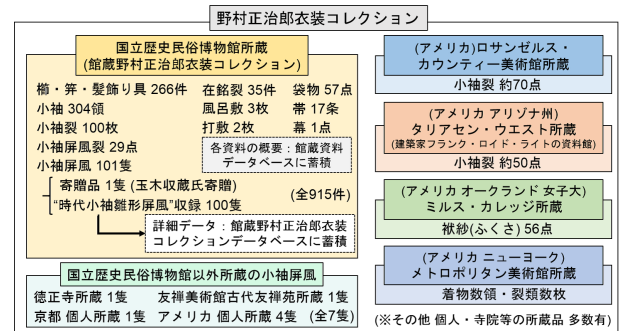 野村正治郎衣装コレクション
国立歴史民俗博物館所蔵
(館蔵野村正治郎衣装コレクション)
櫛・笄・髪飾り具 266件
在銘裂 35件
袋物 57点
小袖 304領
風呂敷 3枚
帯 17条
小袖裂 100枚
打敷 2枚
幕 1点
小袖屏風裂 29点
小袖屏風 101隻
各資料の概要：館蔵資料
データベースに蓄積
寄贈品 1隻 (玉木収蔵氏寄贈)
“時代小袖雛形屏風”収録 100隻
(全915件)
詳細データ：館蔵野村正治郎衣装
コレクションデータベースに蓄積
国立歴史民俗博物館以外所蔵の小袖屏風
徳正寺所蔵 1隻
友禅美術館古代友禅苑所蔵 1隻
京都 個人所蔵 1隻
アメリカ 個人所蔵 4隻
(全7隻)
(アメリカ)ロサンゼルス・
カウンティー美術館所蔵
小袖裂 約70点
(アメリカ アリゾナ州)
タリアセン・ウエスト所蔵
(建築家フランク・ロイド・ライトの資料館)
小袖裂 約50点
(アメリカ オークランド 女子大)
ミルス・カレッジ所蔵
袱紗(ふくさ) 56点
(アメリカ ニューヨーク)
メトロポリタン美術館所蔵
着物数領・裂類数枚
(※その他 個人・寺院等の所蔵品 多数有)